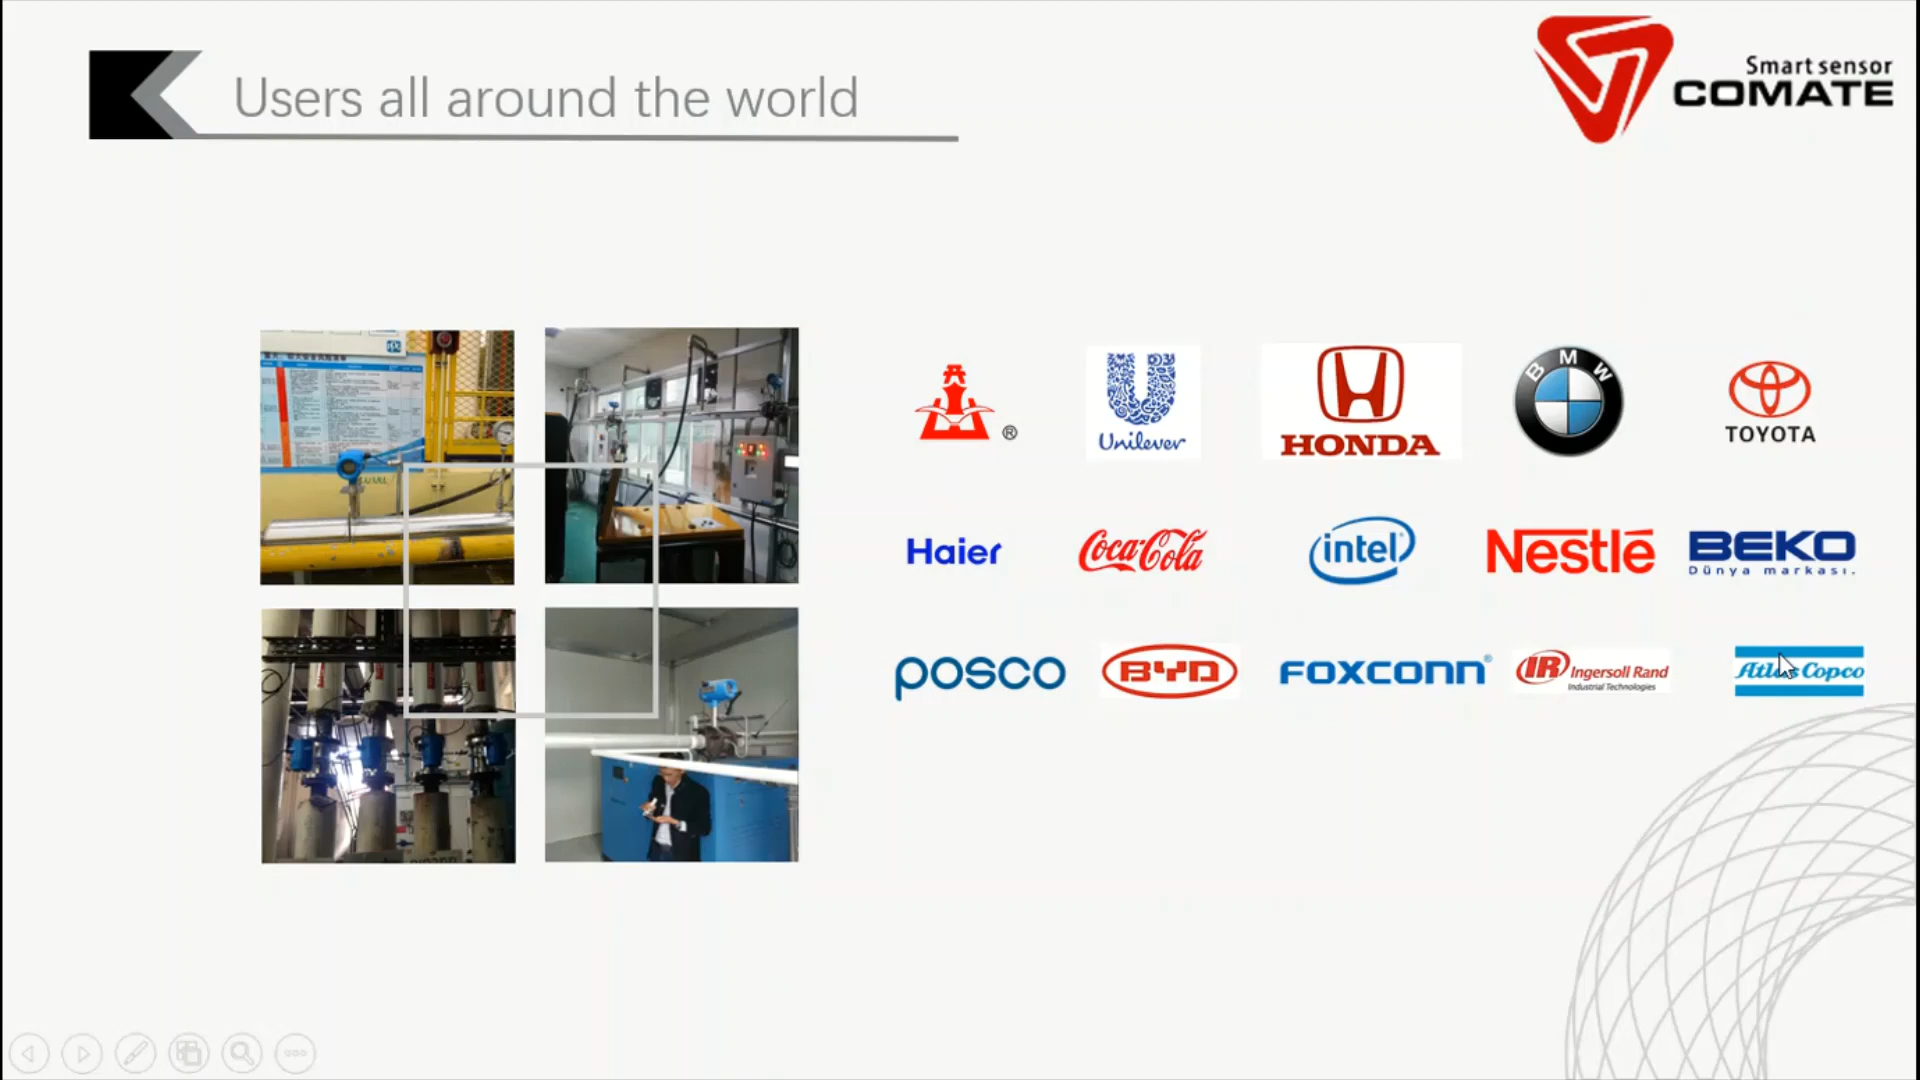 Users all around the world
Smart sensor
COMATE
®
Unilever
HONDA
BMW
TOYOTA
Haier
Coca-Cola
intel
Nestlé
BEKO
Dünya markası.
posco
BYD
FOXCONN®
IR Ingersoll Rand
Industrial Technologies
Atlas Copco